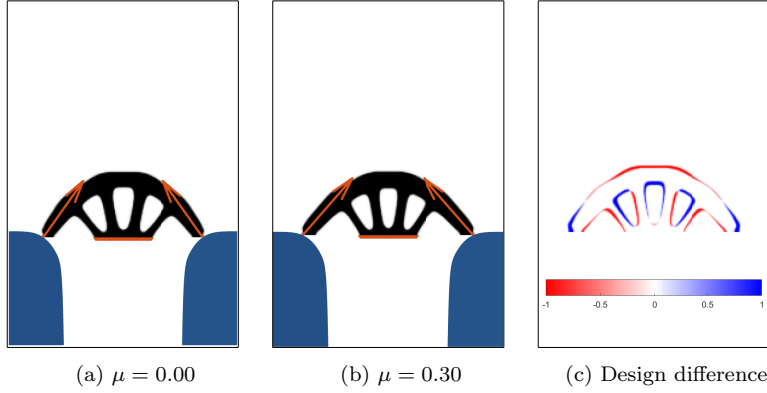 -1 -0.5 0 0.5 1
(a) μ = 0.00 (b) μ = 0.30 (c) Design difference